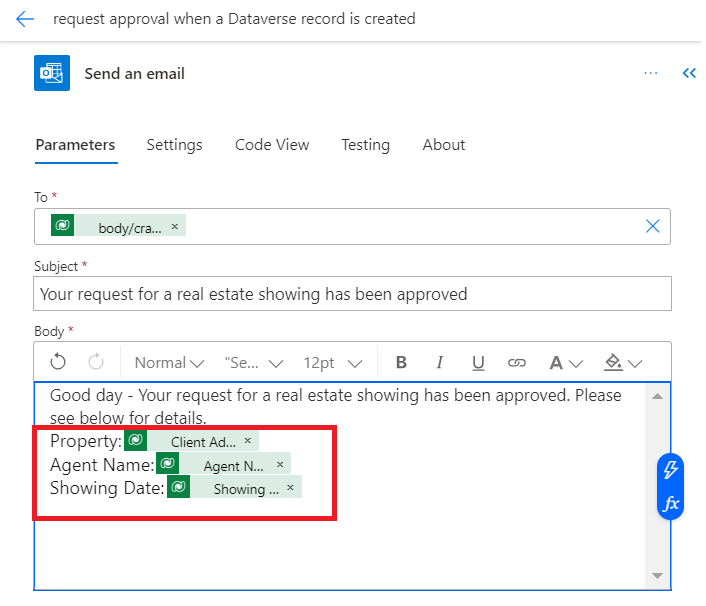 request approval when a Dataverse record is created
Send an email
Parameters Settings Code View Testing About
To *
body/cra... ×
Subject *
Your request for a real estate showing has been approved
Body *
Normal "Se... 12pt B I U A
Good day - Your request for a real estate showing has been approved. Please
see below for details.
Property: Client Ad... ×
Agent Name: Agent N... ×
Showing Date: Showing ... ×
fx